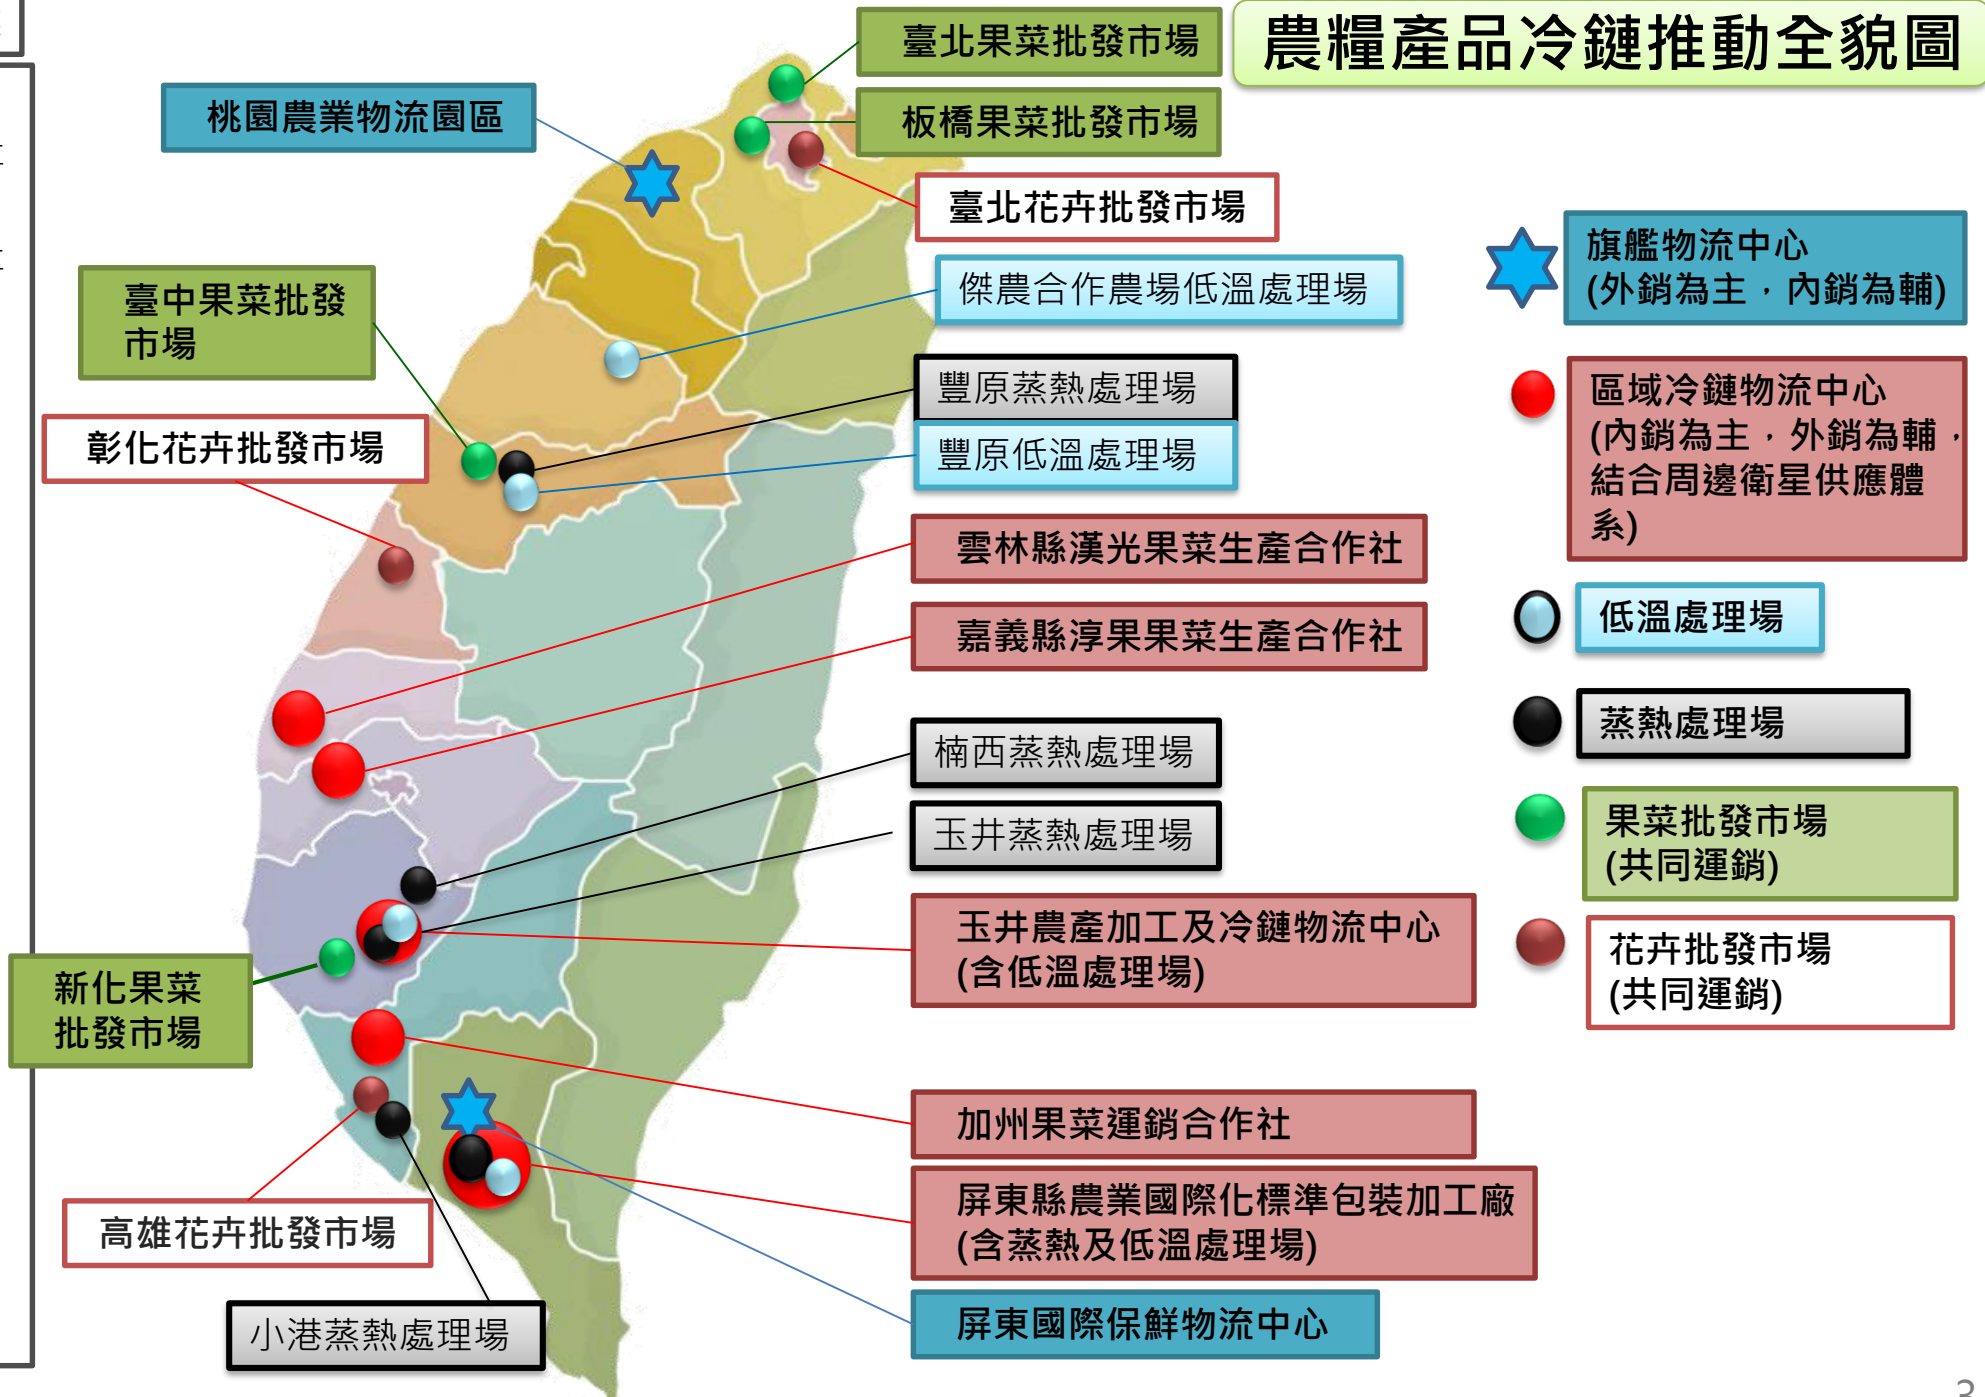 農糧產品冷鏈推動全貌圖
臺北果菜批發市場
桃園農業物流園區
板橋果菜批發市場
臺北花卉批發市場
傑農合作農場低溫處理場
臺中果菜批發
市場
豐原蒸熱處理場
彰化花卉批發市場
豐原低溫處理場
雲林縣漢光果菜生產合作社
嘉義縣淳果果菜生產合作社
楠西蒸熱處理場
玉井蒸熱處理場
玉井農產加工及冷鏈物流中心
(含低溫處理場)
新化果菜
批發市場
加州果菜運銷合作社
屏東縣農業國際化標準包裝加工廠
(含蒸熱及低溫處理場)
高雄花卉批發市場
小港蒸熱處理場
屏東國際保鮮物流中心
旗艦物流中心
(外銷為主，內銷為輔)
區域冷鏈物流中心
(內銷為主，外銷為輔，
結合周邊衛星供應體
系)
低溫處理場
蒸熱處理場
果菜批發市場
(共同運銷)
花卉批發市場
(共同運銷)